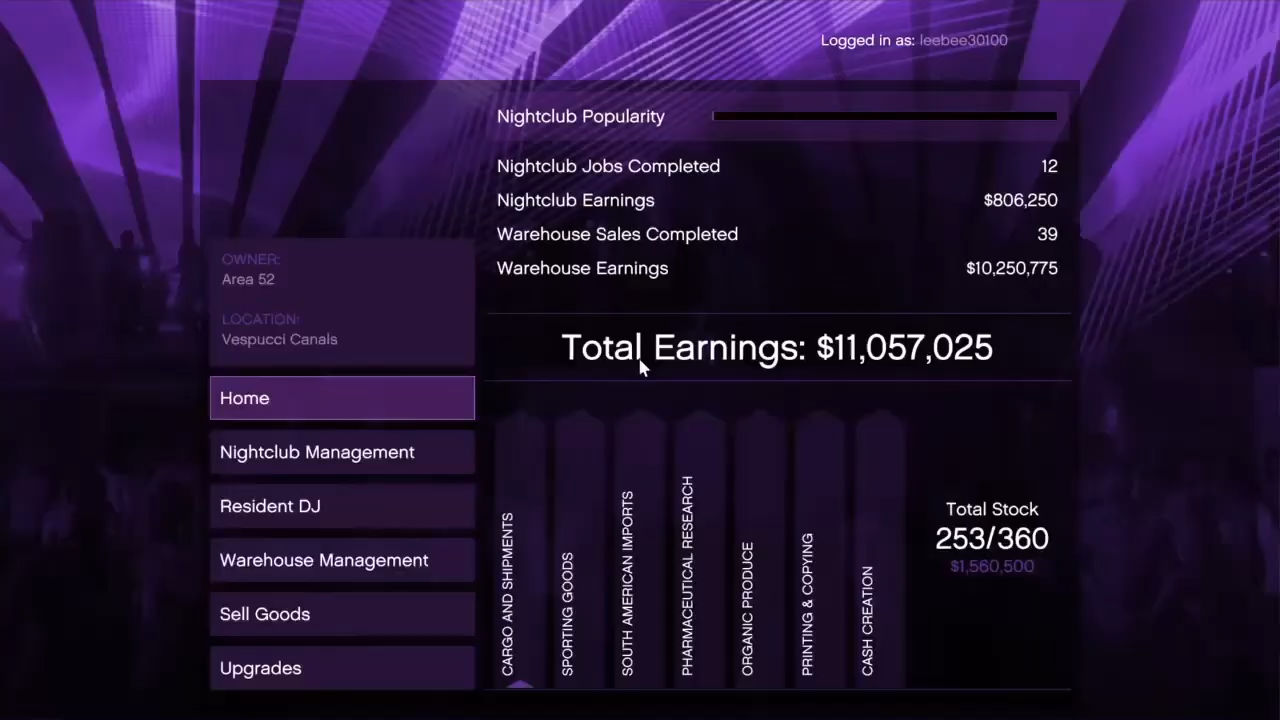 Logged in as: leebee30100
Nightclub Popularity
Nightclub Jobs Completed 12
Nightclub Earnings $806,250
Warehouse Sales Completed 39
Warehouse Earnings $10,250,775
OWNER:
Area 52
LOCATION:
Vespucci Canals
Total Earnings: $11,057,025
Home
Nightclub Management
Resident DJ
Warehouse Management
Sell Goods
Upgrades
CARGO AND SHIPMENTS
SPORTING GOODS
SOUTH AMERICAN IMPORTS
PHARMACEUTICAL RESEARCH
ORGANIC PRODUCE
PRINTING & COPYING
CASH CREATION
Total Stock
253/360
$1,560,500